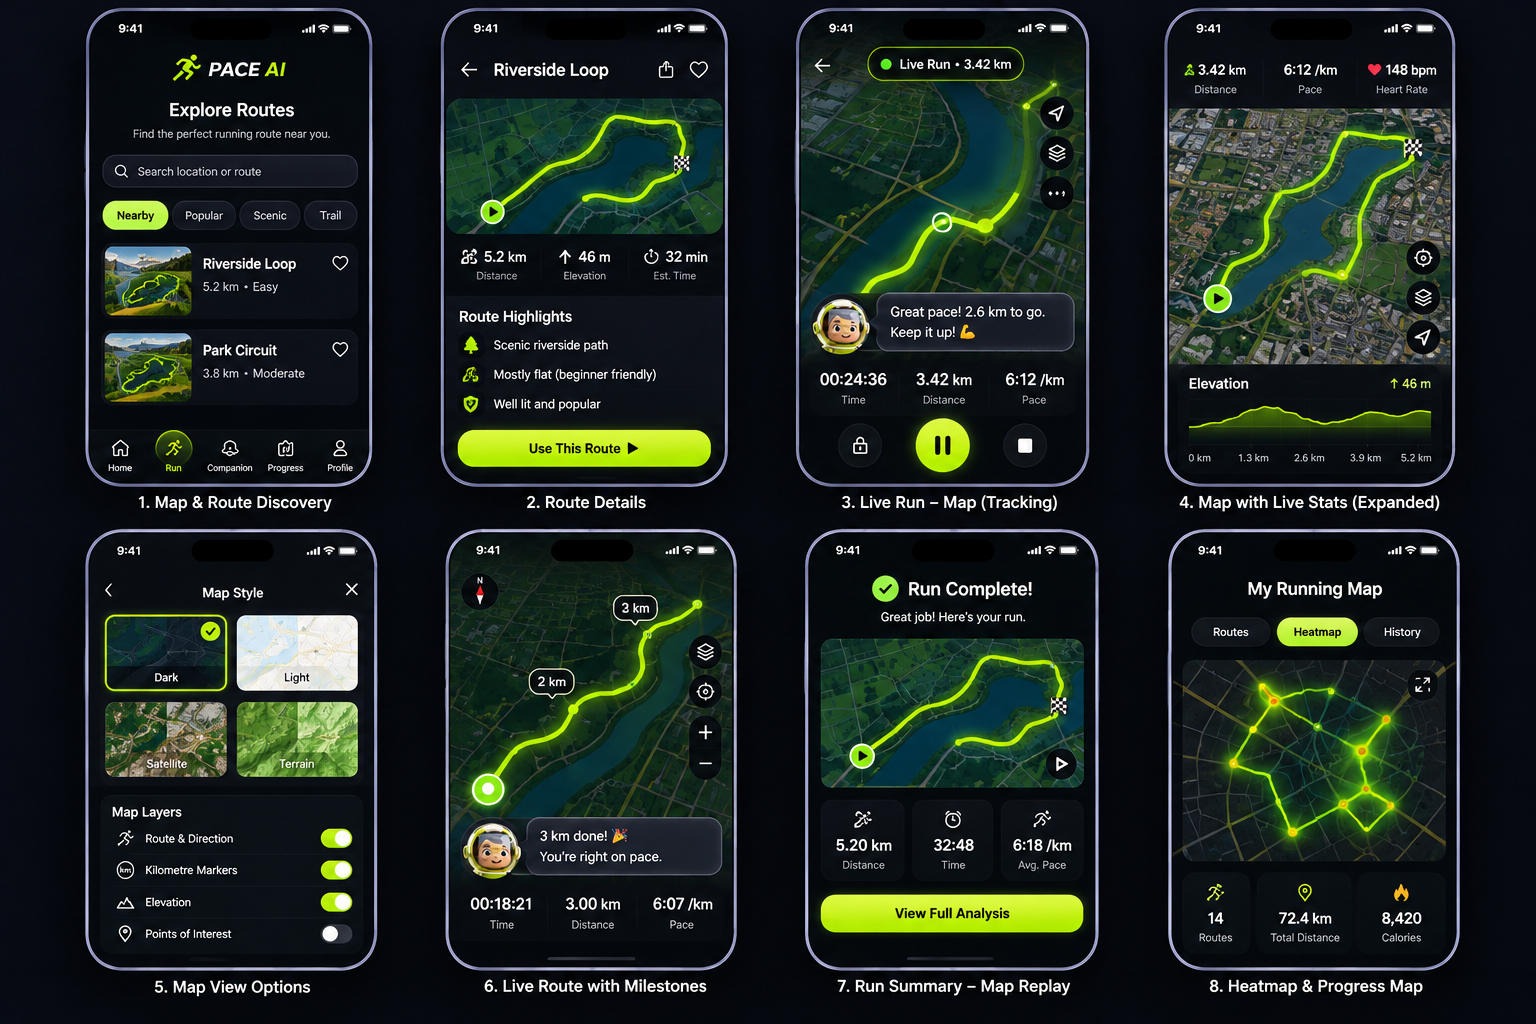 9:41
PACE AI
Explore Routes
Find the perfect running route near you.
Search location or route
Nearby
Popular
Scenic
Trail
Riverside Loop
5.2 km • Easy
Park Circuit
3.8 km • Moderate
Home
Run
Companion
Progress
Profile
1. Map & Route Discovery
9:41
Riverside Loop
5.2 km
Distance
46 m
Elevation
32 min
Est. Time
Route Highlights
Scenic riverside path
Mostly flat (beginner friendly)
Well lit and popular
Use This Route
2. Route Details
9:41
Live Run • 3.42 km
Great pace! 2.6 km to go.
Keep it up! 💪
00:24:36
Time
3.42 km
Distance
6:12 /km
Pace
3. Live Run – Map (Tracking)
9:41
3.42 km
Distance
6:12 /km
Pace
148 bpm
Heart Rate
Elevation
↑ 46 m
0 km
1.3 km
2.6 km
3.9 km
5.2 km
4. Map with Live Stats (Expanded)
9:41
Map Style
Dark
Light
Satellite
Terrain
Map Layers
Route & Direction
km
Kilometre Markers
Elevation
Points of Interest
5. Map View Options
9:41
N
3 km
2 km
3 km done! 🎉
You're right on pace.
00:18:21
Time
3.00 km
Distance
6:07 /km
Pace
6. Live Route with Milestones
9:41
Run Complete!
Great job! Here's your run.
5.20 km
Distance
32:48
Time
6:18 /km
Avg. Pace
View Full Analysis
7. Run Summary – Map Replay
9:41
My Running Map
Routes
Heatmap
History
14
Routes
72.4 km
Total Distance
8,420
Calories
8. Heatmap & Progress Map